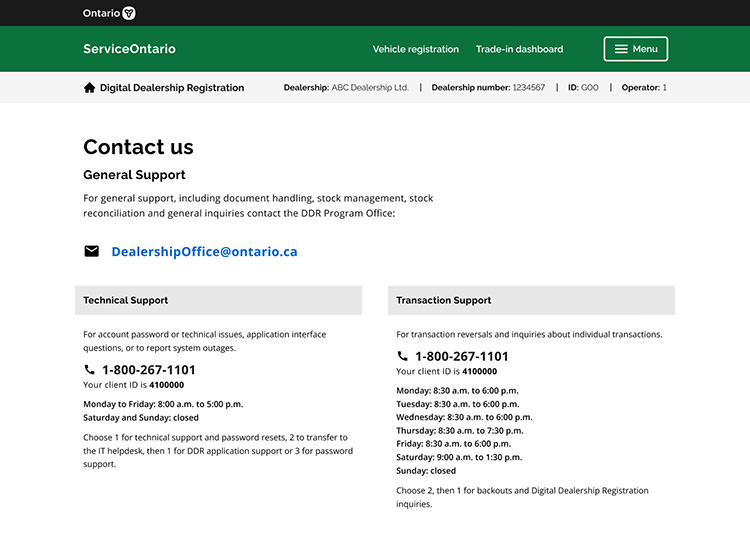 Ontario
ServiceOntario
Vehicle registration
Trade-in dashboard
Menu
Digital Dealership Registration
Dealership: ABC Dealership Ltd. | Dealership number: 1234567 | ID: G00 | Operator: 1
Contact us
General Support
For general support, including document handling, stock management, stock
reconciliation and general inquiries contact the DDR Program Office:
DealershipOffice@ontario.ca
Technical Support
For account password or technical issues, application interface
questions, or to report system outages.
1-800-267-1101
Your client ID is 4100000
Monday to Friday: 8:00 a.m. to 5:00 p.m.
Saturday and Sunday: closed
Choose 1 for technical support and password resets, 2 to transfer to
the IT helpdesk, then 1 for DDR application support or 3 for password
support.
Transaction Support
For transaction reversals and inquiries about individual transactions.
1-800-267-1101
Your client ID is 4100000
Monday: 8:30 a.m. to 6:00 p.m.
Tuesday: 8:30 a.m. to 6:00 p.m.
Wednesday: 8:30 a.m. to 6:00 p.m.
Thursday: 8:30 a.m. to 7:30 p.m.
Friday: 8:30 a.m. to 6:00 p.m.
Saturday: 9:00 a.m. to 1:30 p.m.
Sunday: closed
Choose 2, then 1 for backouts and Digital Dealership Registration
inquiries.